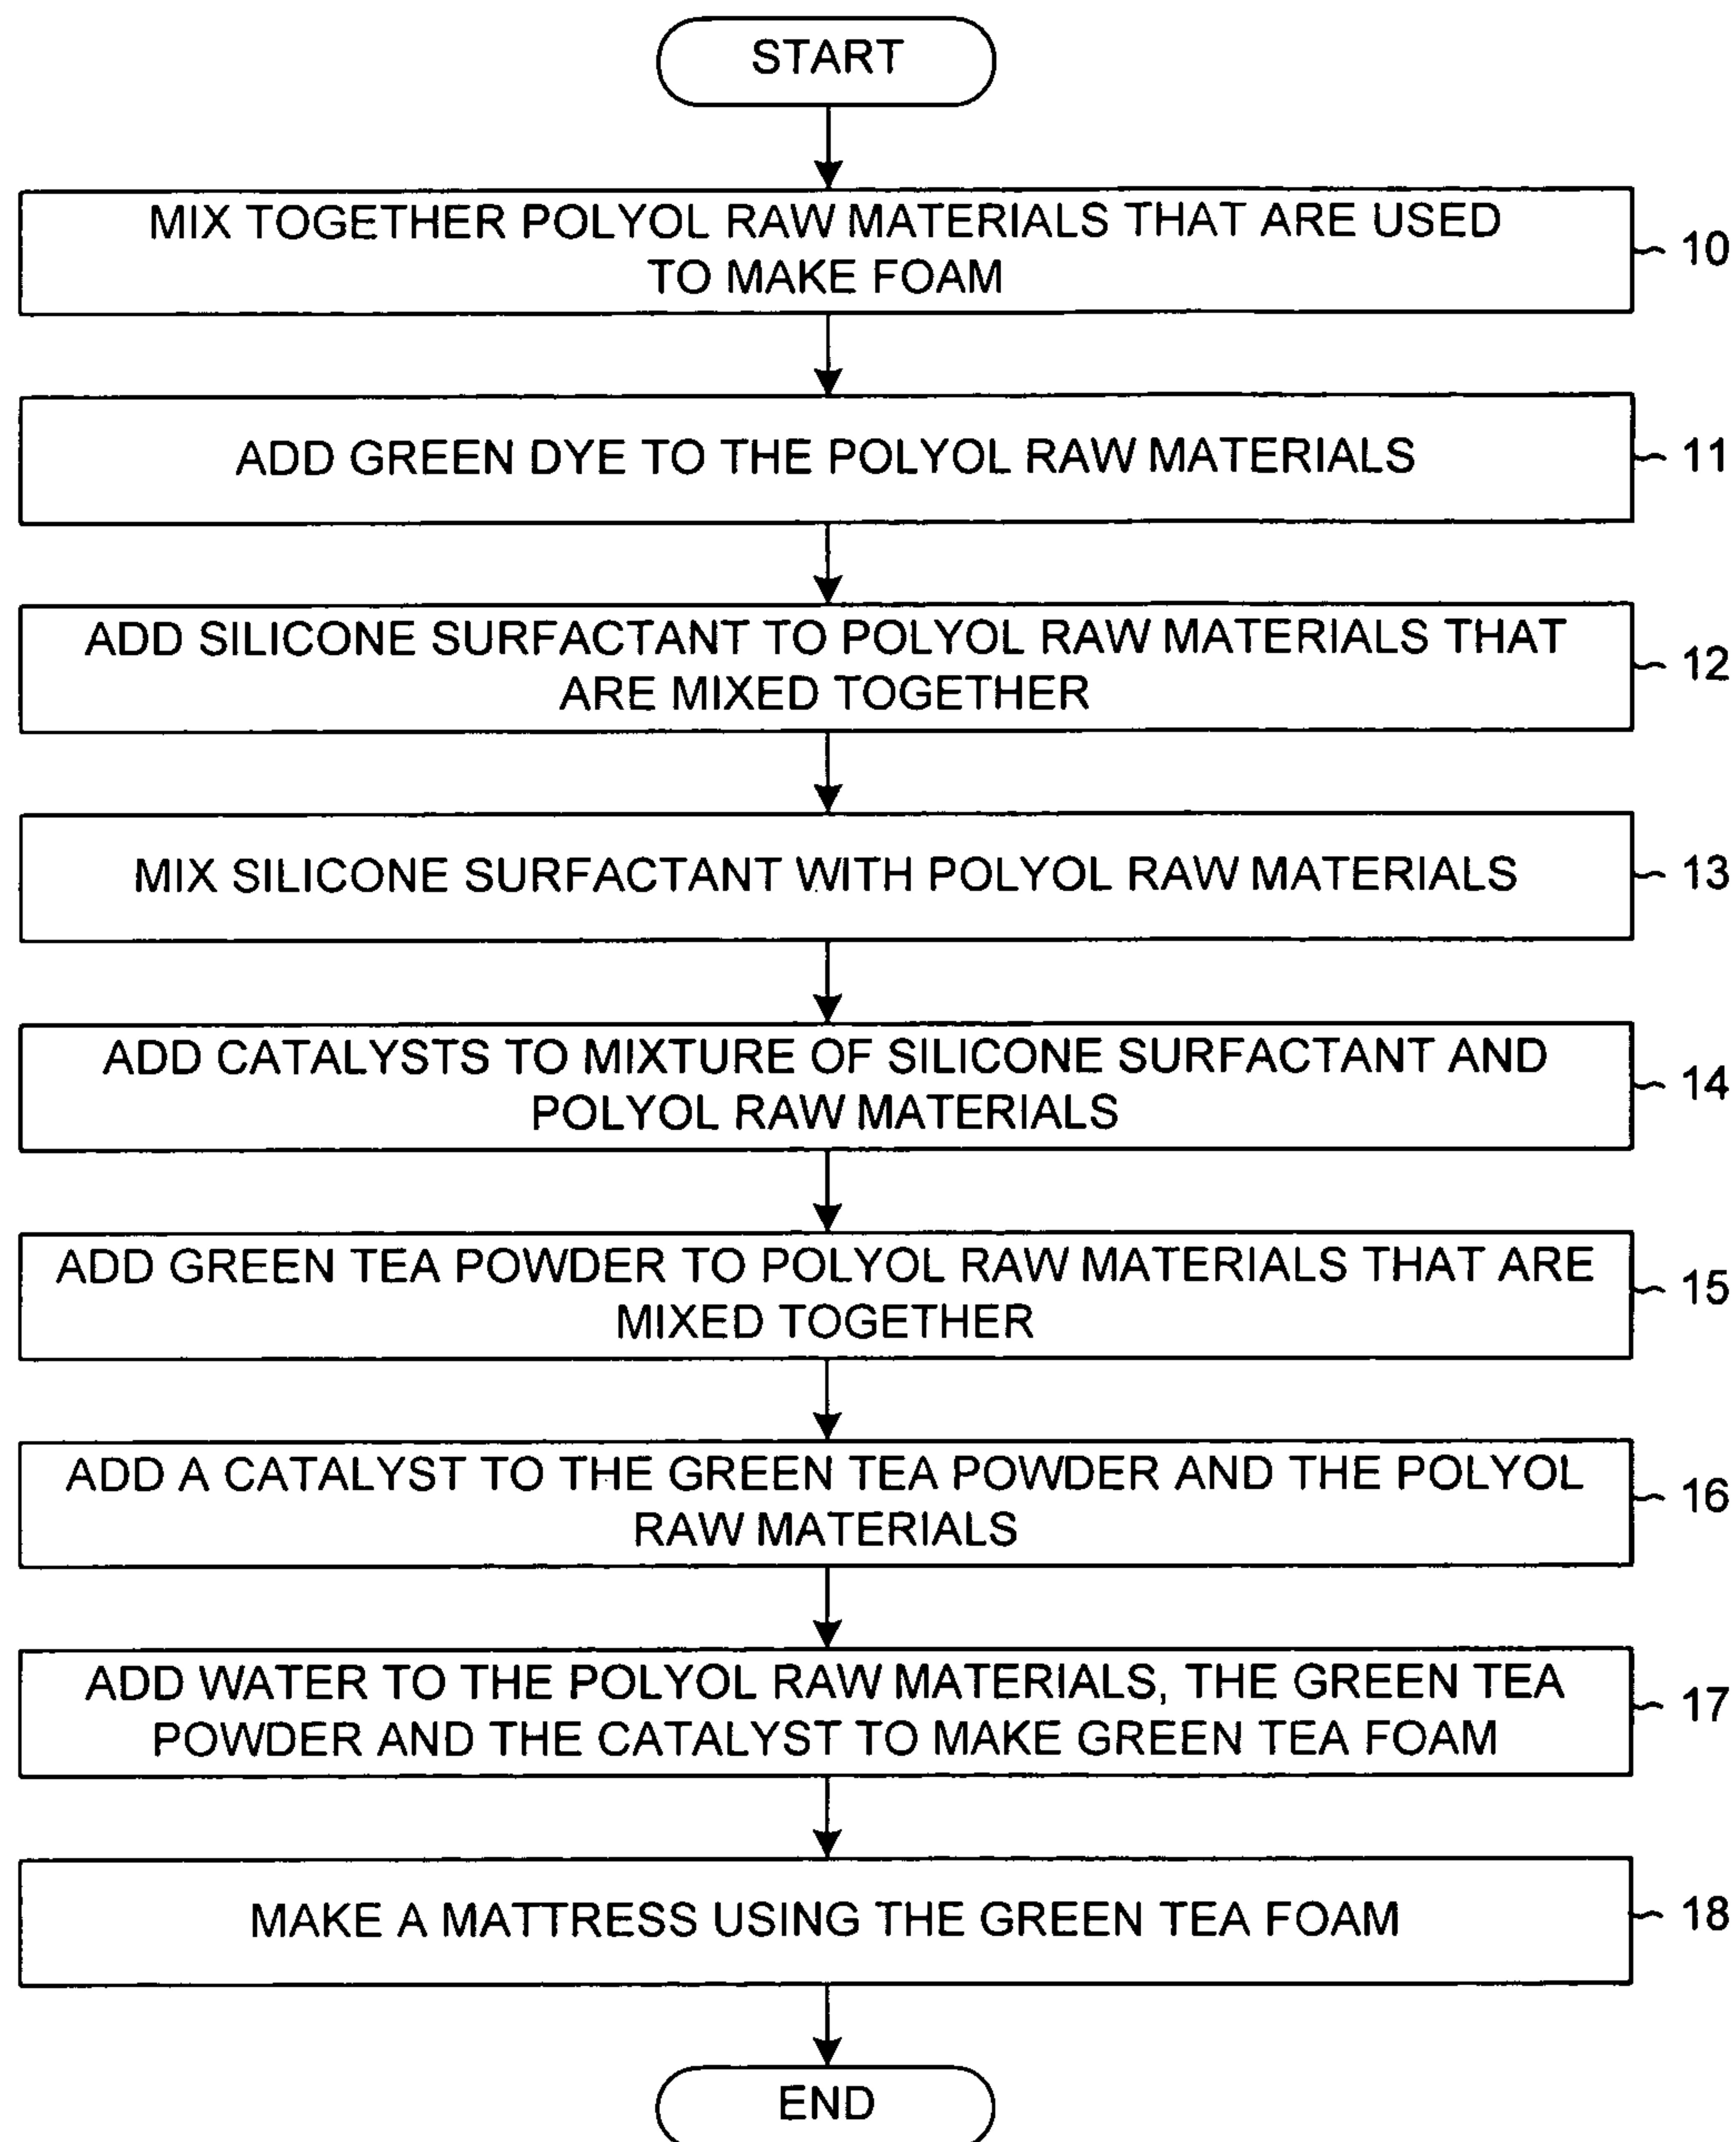 START
MIX TOGETHER POLYOL RAW MATERIALS THAT ARE USED
TO MAKE FOAM
10
ADD GREEN DYE TO THE POLYOL RAW MATERIALS
11
ADD SILICONE SURFACTANT TO POLYOL RAW MATERIALS THAT
ARE MIXED TOGETHER
12
MIX SILICONE SURFACTANT WITH POLYOL RAW MATERIALS
13
ADD CATALYSTS TO MIXTURE OF SILICONE SURFACTANT AND
POLYOL RAW MATERIALS
14
ADD GREEN TEA POWDER TO POLYOL RAW MATERIALS THAT ARE
MIXED TOGETHER
15
ADD A CATALYST TO THE GREEN TEA POWDER AND THE POLYOL
RAW MATERIALS
16
ADD WATER TO THE POLYOL RAW MATERIALS, THE GREEN TEA
POWDER AND THE CATALYST TO MAKE GREEN TEA FOAM
17
MAKE A MATTRESS USING THE GREEN TEA FOAM
18
END